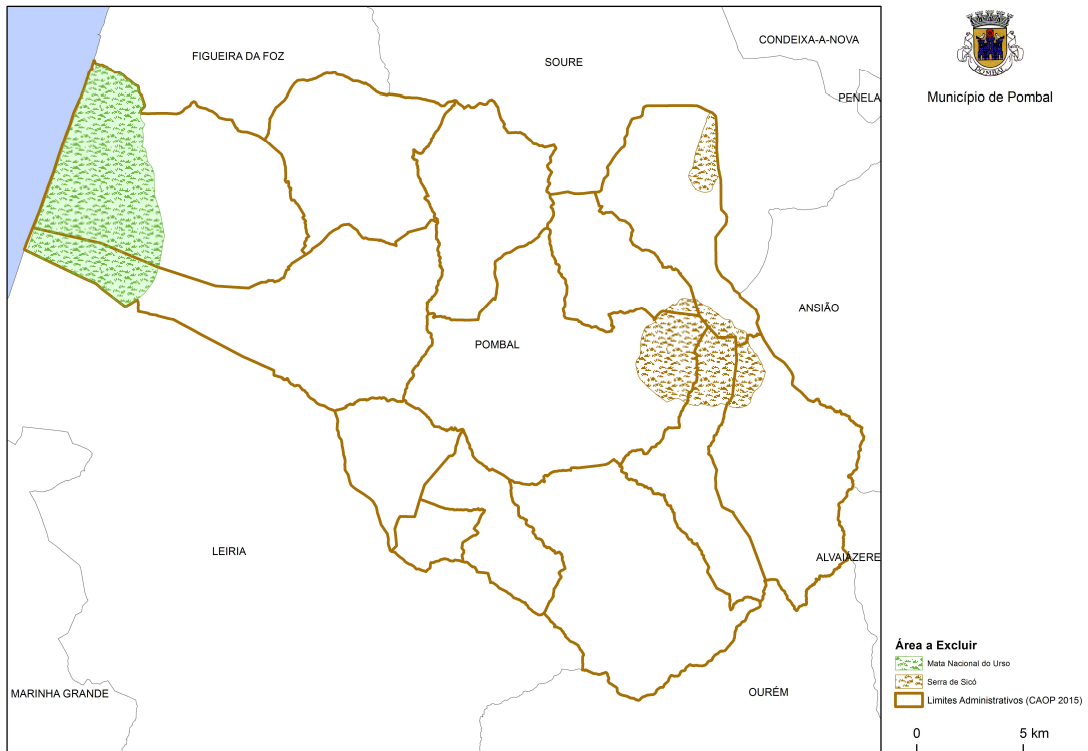 FIGUEIRA DA FOZ
SOURE
CONDEIXA-A-NOVA
PENELA
ANSIÃO
POMBAL
LEIRIA
ALVAIÁZERE
MARINHA GRANDE
OURÉM
POMBAL
Município de Pombal
Área a Excluir
Mata Nacional do Urso
Serra de Sicó
Limites Administrativos (CAOP 2015)
0 5 km